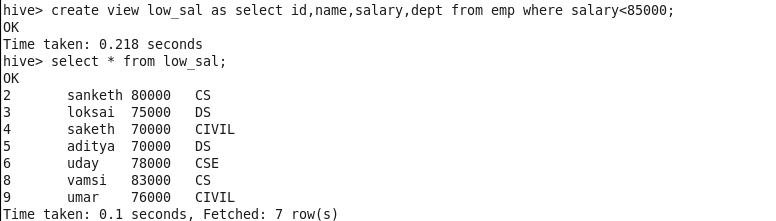 hive> create view low_sal as select id,name,salary,dept from emp where salary<85000;
OK
Time taken: 0.218 seconds
hive> select * from low_sal;
OK
2       sanketh 80000   CS
3       loksai  75000   DS
4       saketh  70000   CIVIL
5       aditya  70000   DS
6       uday    78000   CSE
8       vamsi   83000   CS
9       umar    76000   CIVIL
Time taken: 0.1 seconds, Fetched: 7 row(s)